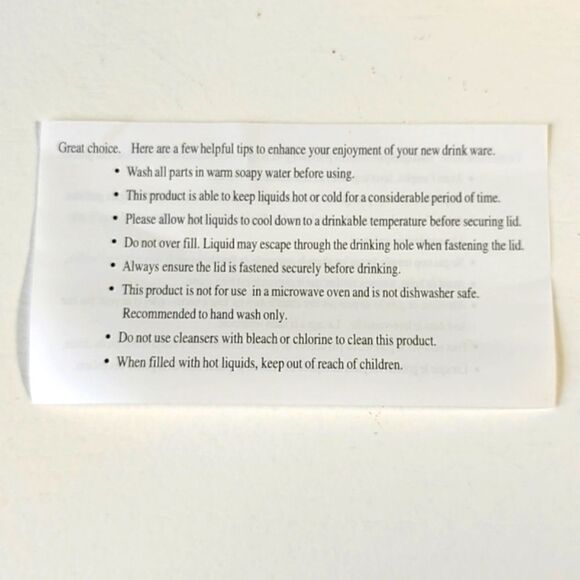 Great choice. Here are a few helpful tips to enhance your enjoyment of your new drink ware.
• Wash all parts in warm soapy water before using.
• This product is able to keep liquids hot or cold for a considerable period of time.
• Please allow hot liquids to cool down to a drinkable temperature before securing lid.
• Do not over fill. Liquid may escape through the drinking hole when fastening the lid.
• Always ensure the lid is fastened securely before drinking.
• This product is not for use in a microwave oven and is not dishwasher safe.
Recommended to hand wash only.
• Do not use cleansers with bleach or chlorine to clean this product.
• When filled with hot liquids, keep out of reach of children.